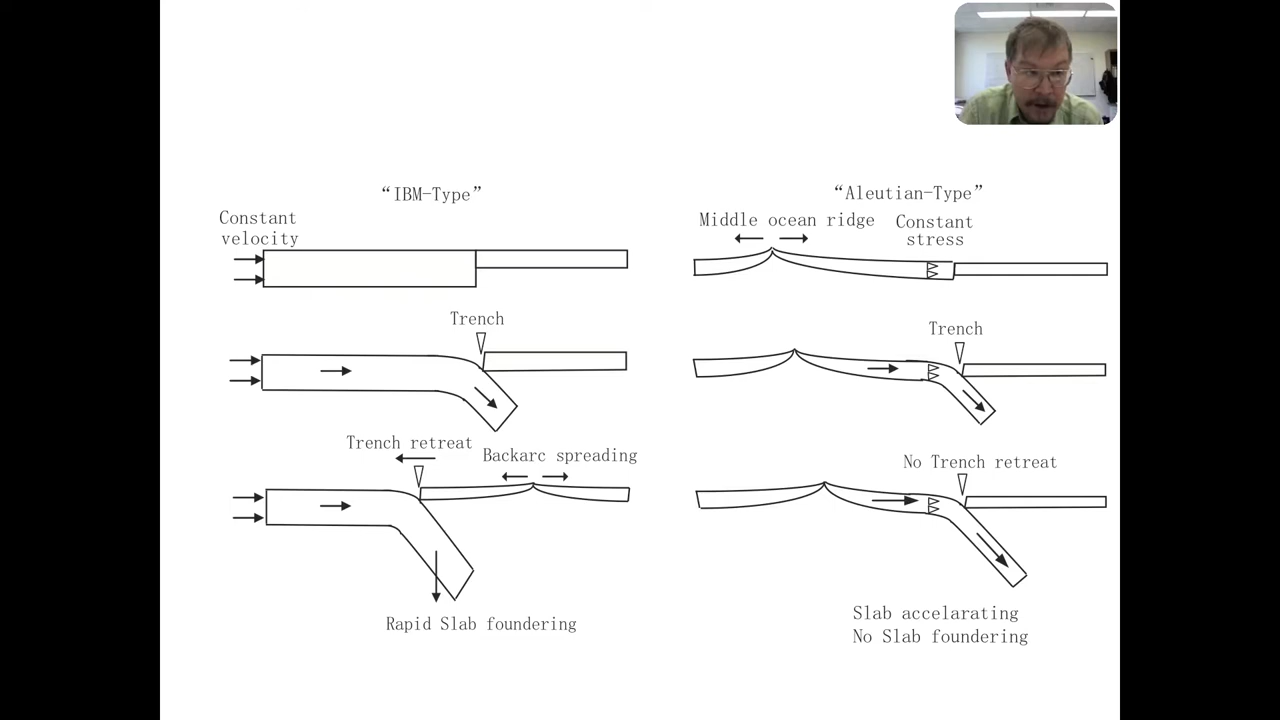 “IBM-Type”
Constant
velocity
Trench
Trench retreat
Backarc spreading
Rapid Slab foundering
“Aleutian-Type”
Middle ocean ridge
Constant
stress
Trench
No Trench retreat
Slab accelarating
No Slab foundering